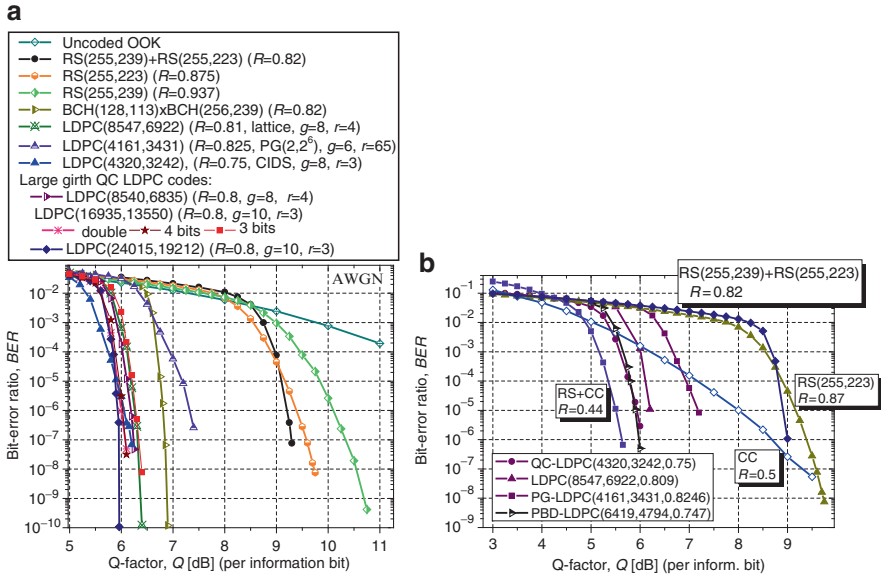 a
Uncoded OOK
RS(255,239)+RS(255,223) (R=0.82)
RS(255,223) (R=0.875)
RS(255,239) (R=0.937)
BCH(128,113)xBCH(256,239) (R=0.82)
LDPC(8547,6922) (R=0.81, lattice, g=8, r=4)
LDPC(4161,3431) (R=0.825, PG(2,2⁶), g=6, r=65)
LDPC(4320,3242), (R=0.75, CIDS, g=8, r=3)
Large girth QC LDPC codes:
LDPC(8540,6835) (R=0.8, g=8, r=4)
LDPC(16935,13550) (R=0.8, g=10, r=3)
double 4 bits 3 bits
LDPC(24015,19212) (R=0.8, g=10, r=3)
AWGN
Bit-error ratio, BER
10⁻²
10⁻³
10⁻⁴
10⁻⁵
10⁻⁶
10⁻⁷
10⁻⁸
10⁻⁹
10⁻¹⁰
5 6 7 8 9 10 11
Q-factor, Q [dB] (per information bit)
b
RS(255,239)+RS(255,223)
R=0.82
RS(255,223)
R=0.87
RS+CC
R=0.44
CC
R=0.5
QC-LDPC(4320,3242,0.75)
LDPC(8547,6922,0.809)
PG-LDPC(4161,3431,0.8246)
PBD-LDPC(6419,4794,0.747)
Bit-error ratio, BER
10⁻¹
10⁻²
10⁻³
10⁻⁴
10⁻⁵
10⁻⁶
10⁻⁷
10⁻⁸
10⁻⁹
3 4 5 6 7 8 9
Q-factor, Q [dB] (per inform. bit)